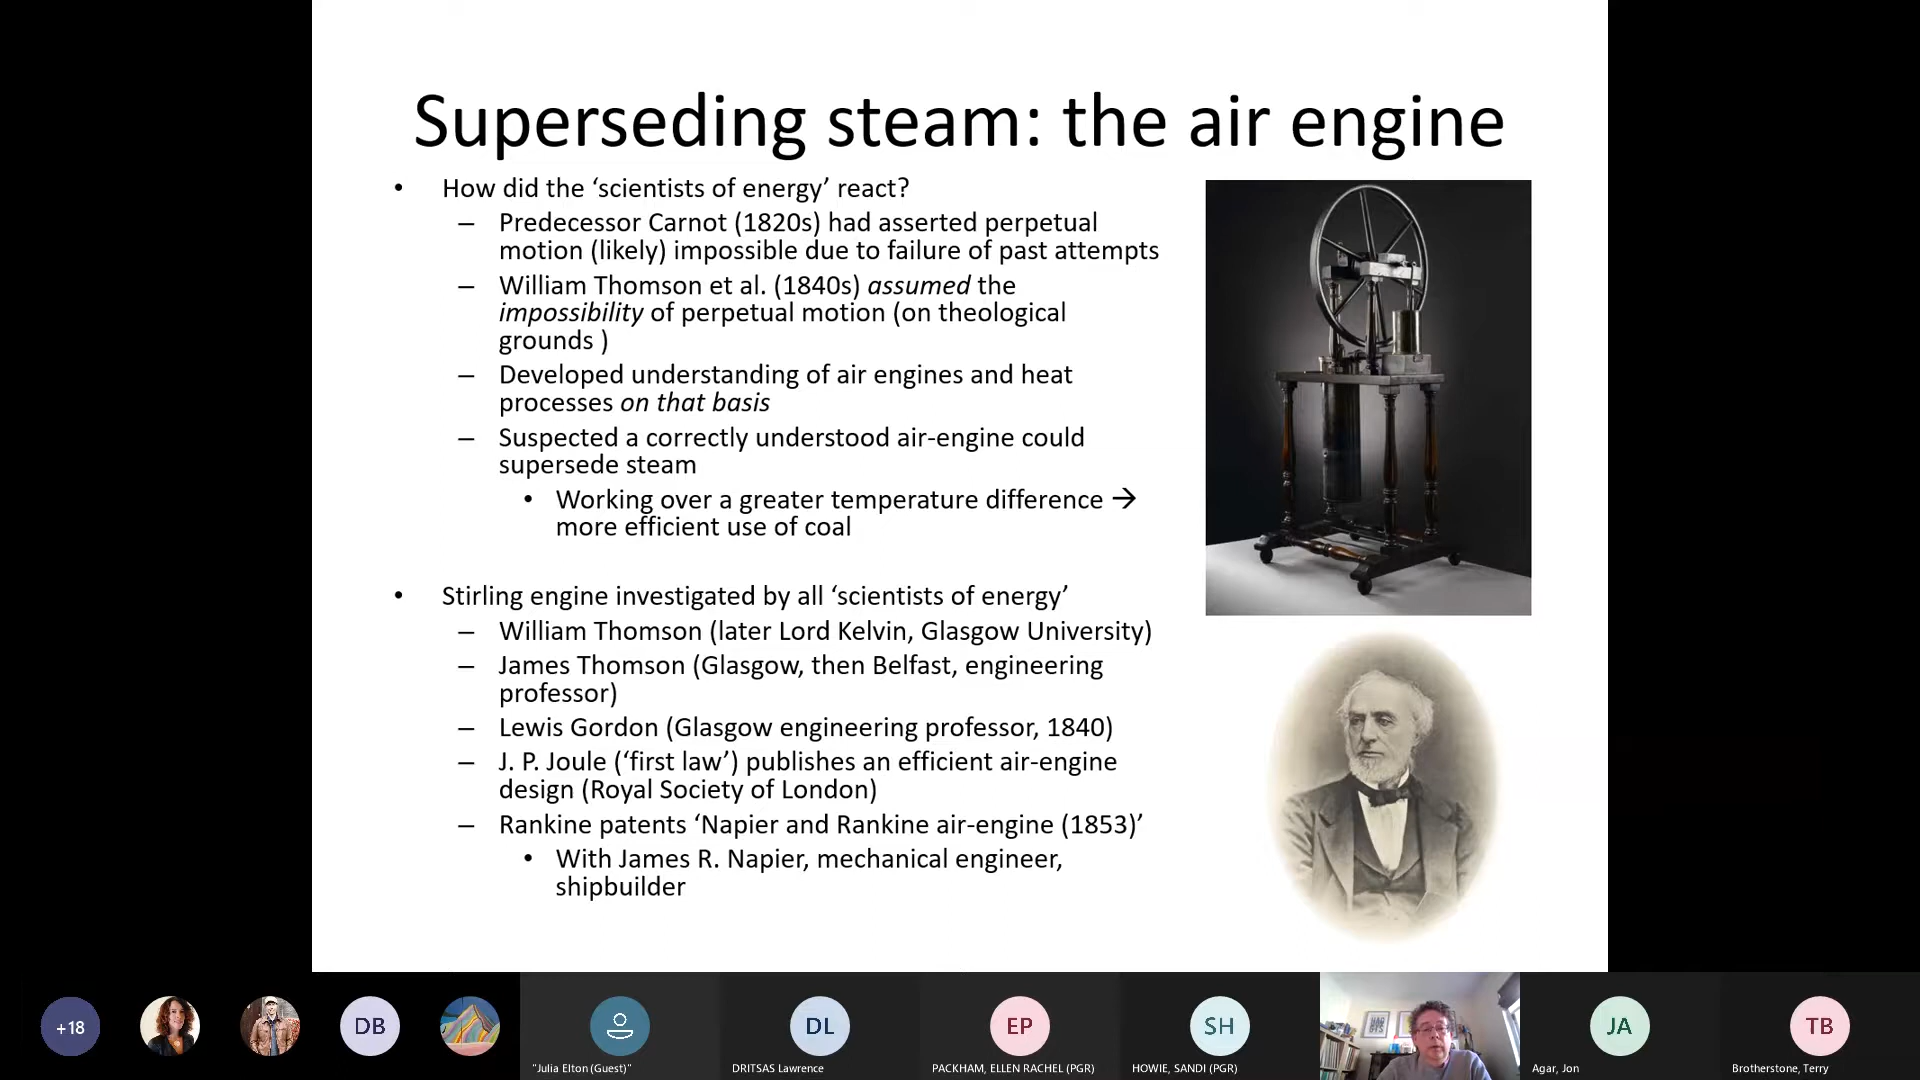 Superseding steam: the air engine
• How did the ‘scientists of energy’ react?
– Predecessor Carnot (1820s) had asserted perpetual
motion (likely) impossible due to failure of past attempts
– William Thomson et al. (1840s) assumed the
impossibility of perpetual motion (on theological
grounds )
– Developed understanding of air engines and heat
processes on that basis
– Suspected a correctly understood air-engine could
supersede steam
• Working over a greater temperature difference →
more efficient use of coal
• Stirling engine investigated by all ‘scientists of energy’
– William Thomson (later Lord Kelvin, Glasgow University)
– James Thomson (Glasgow, then Belfast, engineering
professor)
– Lewis Gordon (Glasgow engineering professor, 1840)
– J. P. Joule (‘first law’) publishes an efficient air-engine
design (Royal Society of London)
– Rankine patents ‘Napier and Rankine air-engine (1853)’
• With James R. Napier, mechanical engineer,
shipbuilder
+18
DB
DL
EP
SH
JA
TB
"Julia Elton (Guest)"
DRITSAS Lawrence
PACKHAM, ELLEN RACHEL (PGR)
HOWIE, SANDI (PGR)
Agar, Jon
Brotherstone, Terry